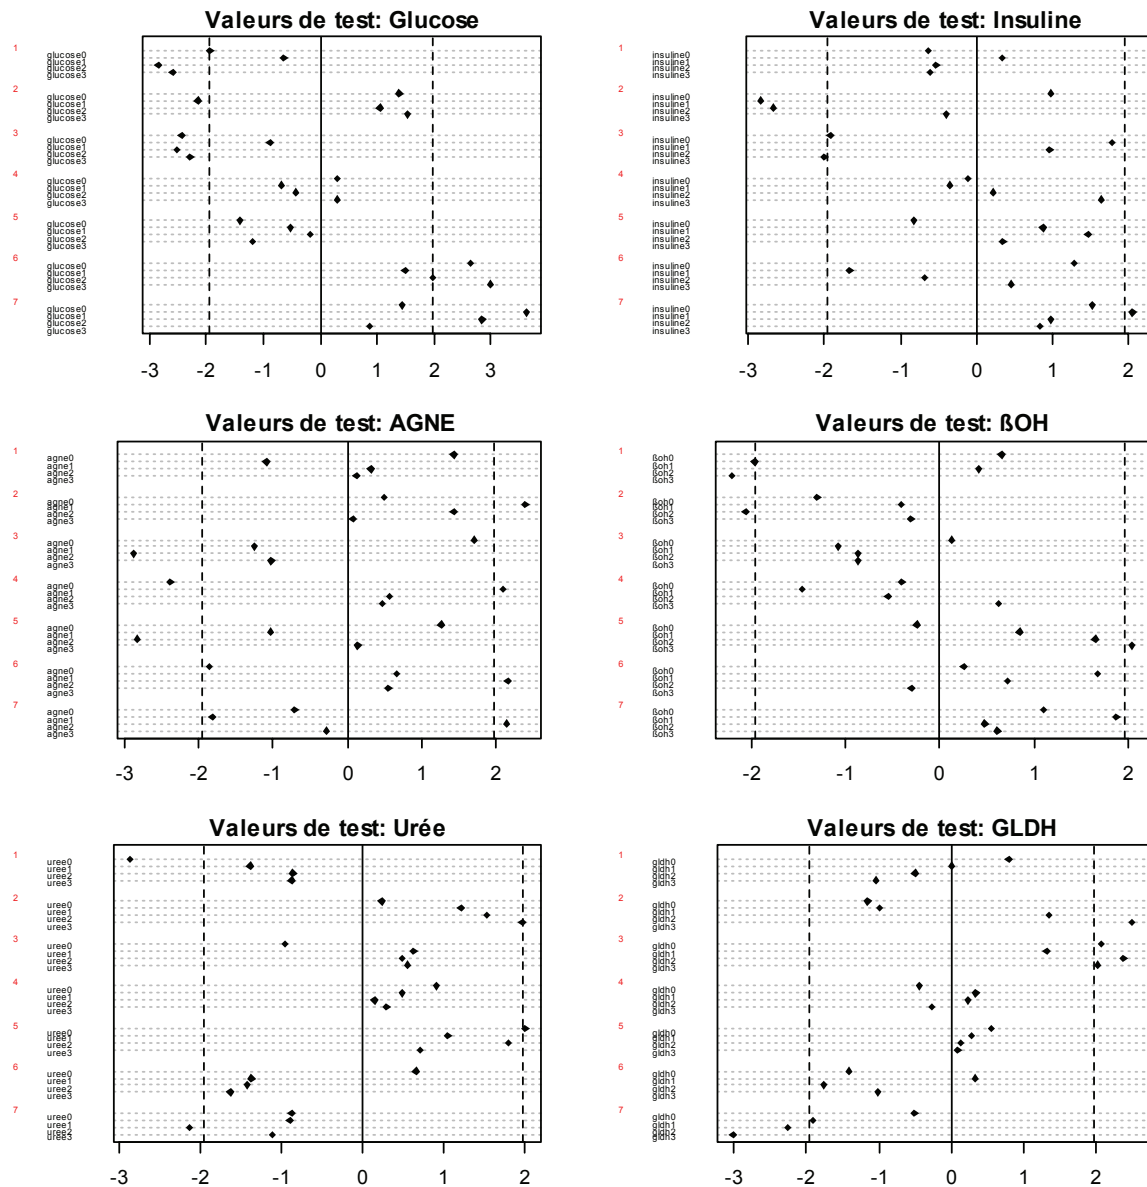 Valeurs de test: Glucose
1
glucose0
glucose1
glucose2
glucose3
2
glucose0
glucose1
glucose2
glucose3
3
glucose0
glucose1
glucose2
glucose3
4
glucose0
glucose1
glucose2
glucose3
5
glucose0
glucose1
glucose2
glucose3
6
glucose0
glucose1
glucose2
glucose3
7
glucose0
glucose1
glucose2
glucose3
-3 -2 -1 0 1 2 3
Valeurs de test: Insuline
insuline0
insuline1
insuline2
insuline3
1
2
insuline0
insuline1
insuline2
insuline3
3
insuline0
insuline1
insuline2
insuline3
4
insuline0
insuline1
insuline2
insuline3
5
insuline0
insuline1
insuline2
insuline3
6
insuline0
insuline1
insuline2
insuline3
7
insuline0
insuline1
insuline2
insuline3
-3 -2 -1 0 1 2
Valeurs de test: AGNE
1
agne0
agne1
agne2
agne3
2
agne0
agne1
agne2
agne3
3
agne0
agne1
agne2
agne3
4
agne0
agne1
agne2
agne3
5
agne0
agne1
agne2
agne3
6
agne0
agne1
agne2
agne3
7
agne0
agne1
agne2
agne3
-3 -2 -1 0 1 2
Valeurs de test: ßOH
1
ßoh0
ßoh1
ßoh2
ßoh3
2
ßoh0
ßoh1
ßoh2
ßoh3
3
ßoh0
ßoh1
ßoh2
ßoh3
4
ßoh0
ßoh1
ßoh2
ßoh3
5
ßoh0
ßoh1
ßoh2
ßoh3
6
ßoh0
ßoh1
ßoh2
ßoh3
7
ßoh0
ßoh1
ßoh2
ßoh3
-2 -1 0 1 2
Valeurs de test: Urée
1
uree0
uree1
uree2
uree3
2
uree0
uree1
uree2
uree3
3
uree0
uree1
uree2
uree3
4
uree0
uree1
uree2
uree3
5
uree0
uree1
uree2
uree3
6
uree0
uree1
uree2
uree3
7
uree0
uree1
uree2
uree3
-3 -2 -1 0 1 2
Valeurs de test: GLDH
1
gldh0
gldh1
gldh2
gldh3
2
gldh0
gldh1
gldh2
gldh3
3
gldh0
gldh1
gldh2
gldh3
4
gldh0
gldh1
gldh2
gldh3
5
gldh0
gldh1
gldh2
gldh3
6
gldh0
gldh1
gldh2
gldh3
7
gldh0
gldh1
gldh2
gldh3
-3 -2 -1 0 1 2